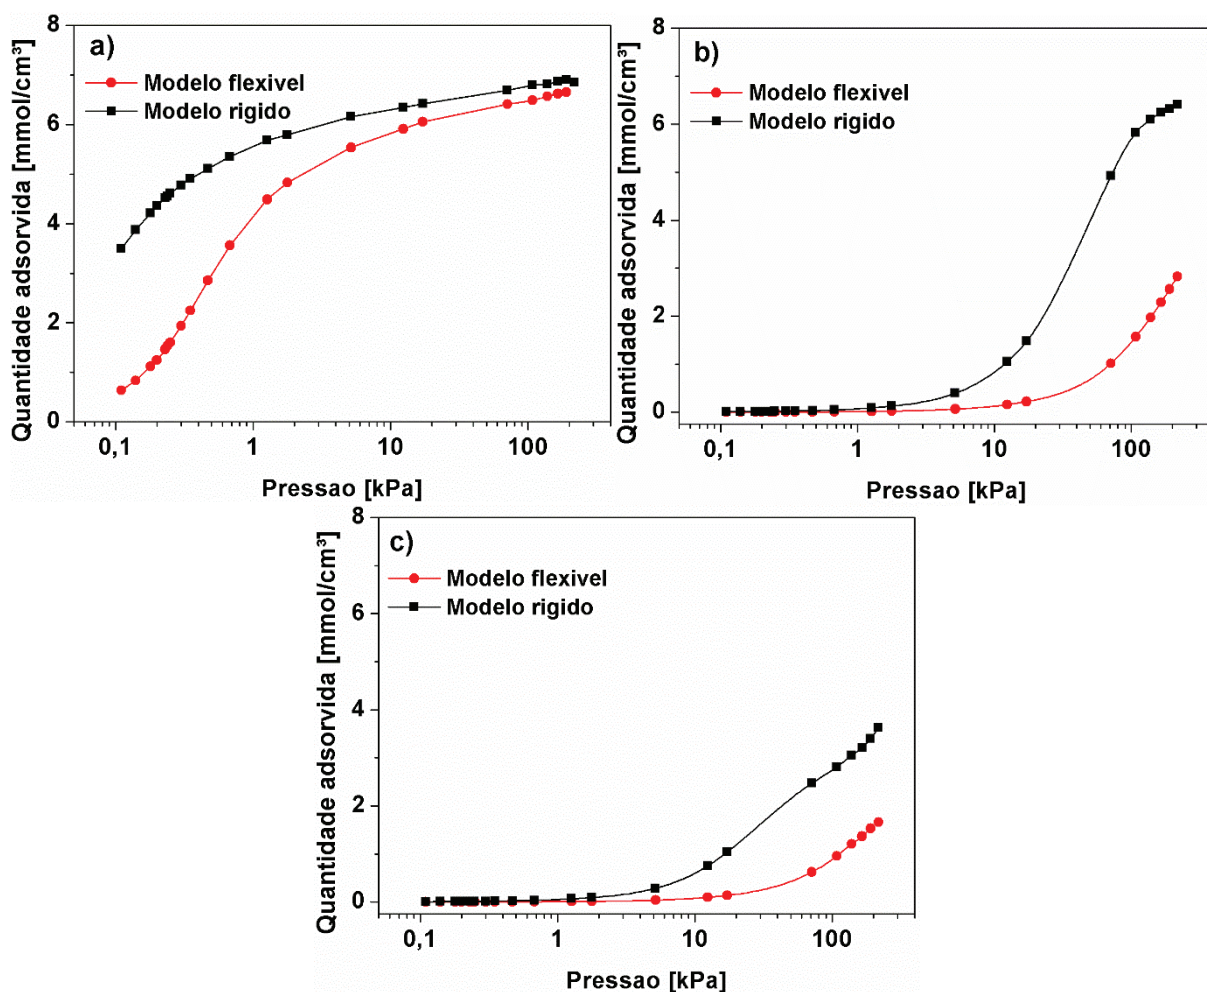 a)
Modelo flexivel
Modelo rigido
Quantidade adsorvida [mmol/cm³]
8
6
4
2
0
0,1
1
10
100
Pressao [kPa]
b)
Modelo flexivel
Modelo rigido
Quantidade adsorvida [mmol/cm³]
8
6
4
2
0
0,1
1
10
100
Pressao [kPa]
c)
Modelo flexivel
Modelo rigido
Quantidade adsorvida [mmol/cm³]
8
6
4
2
0
0,1
1
10
100
Pressao [kPa]